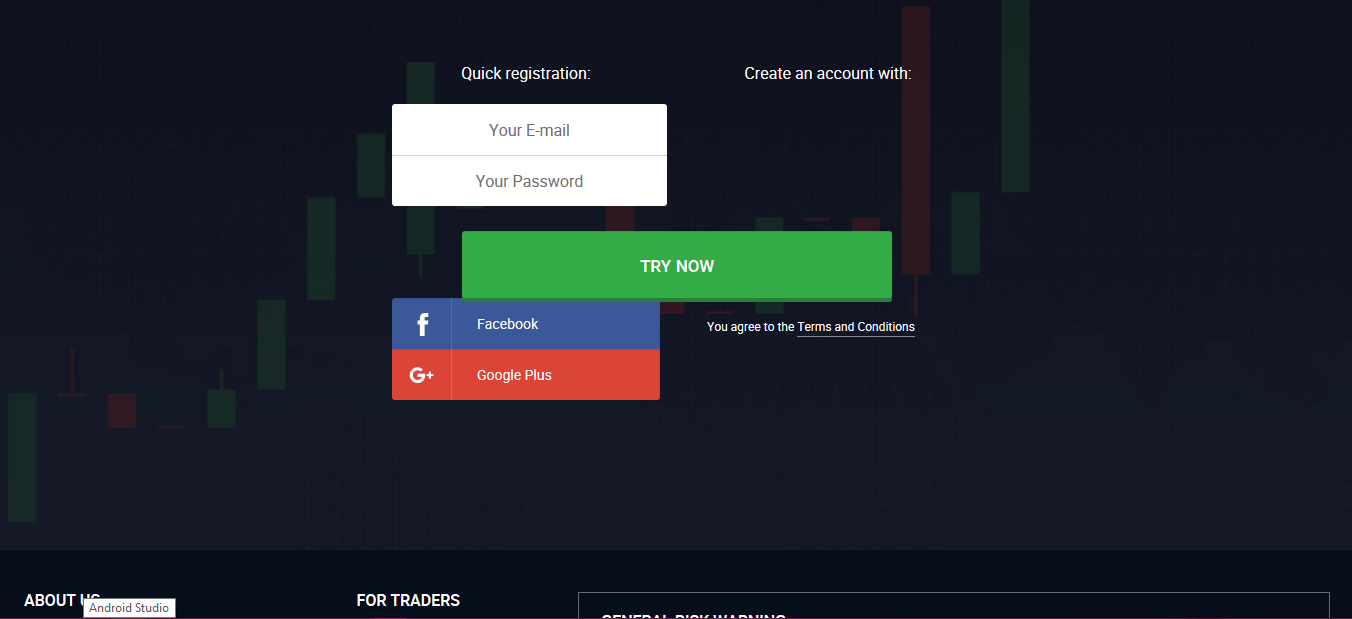 Quick registration:
Create an account with:
Your E-mail
Your Password
TRY NOW
Facebook
You agree to the Terms and Conditions
G+ Google Plus
ABOUT US
FOR TRADERS
Android Studio
GENERAL RISK WARNING